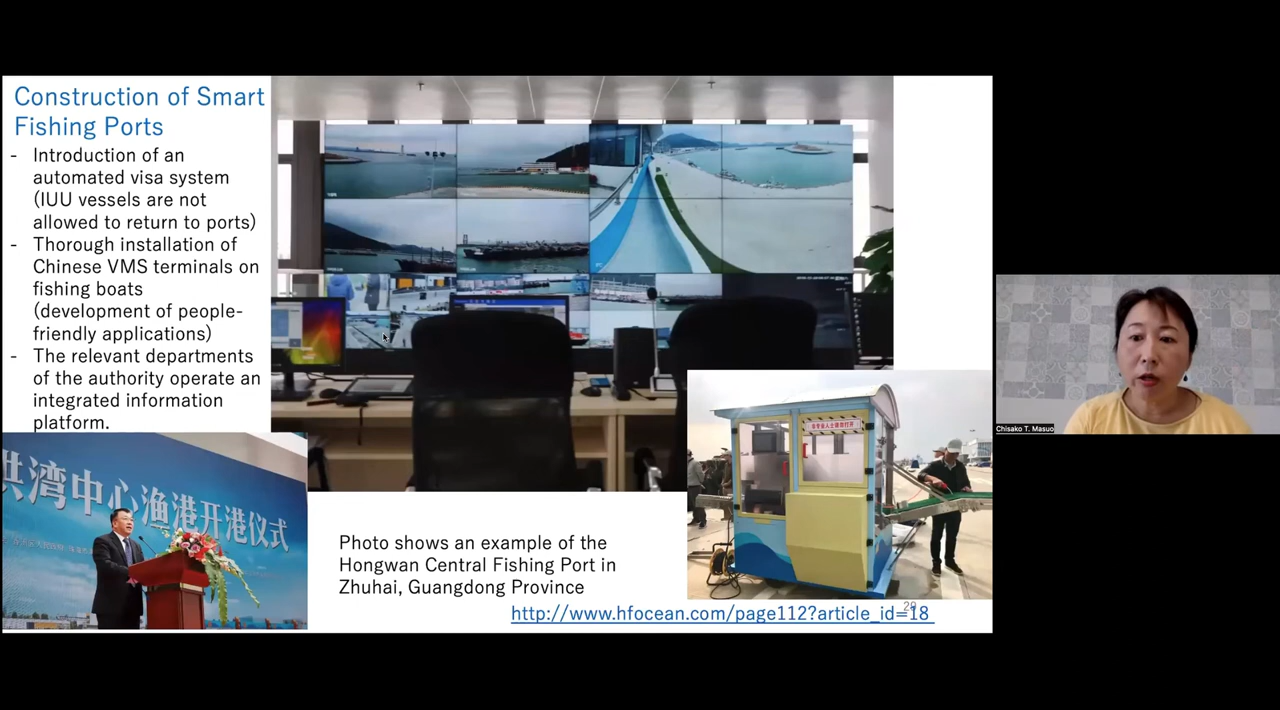 Construction of Smart
Fishing Ports
- Introduction of an
automated visa system
(IUU vessels are not
allowed to return to ports)
- Thorough installation of
Chinese VMS terminals on
fishing boats
(development of people-
friendly applications)
- The relevant departments
of the authority operate an
integrated information
platform.
洪湾中心渔港开港仪式
Photo shows an example of the
Hongwan Central Fishing Port in
Zhuhai, Guangdong Province
http://www.hfocean.com/page112?article_id=18
29
Chisako T. Masuo